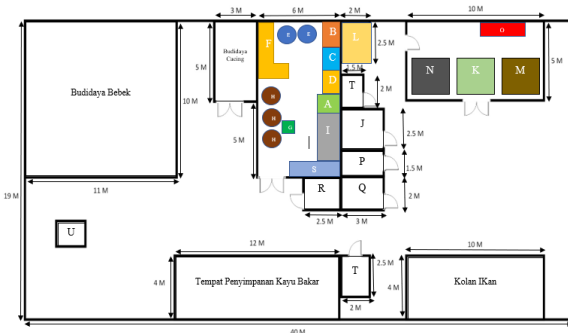 3 M
6 M
2 M
10 M
Budidaya
Cacing
5 M
F
E
E
B
C
D
A
I
L
2.5 M
1.5 M
T
2 M
O
N
K
M
5 M
Budidaya Bebek
10 M
H
H
H
G
J
2.5 M
5 M
P
1.5 M
S
R
Q
2 M
11 M
2.5 M
3 M
19 M
U
12 M
10 M
4 M
Tempat Penyimpanan Kayu Bakar
T
2.5 M
2 M
4 M
Kolan IKan
40 M